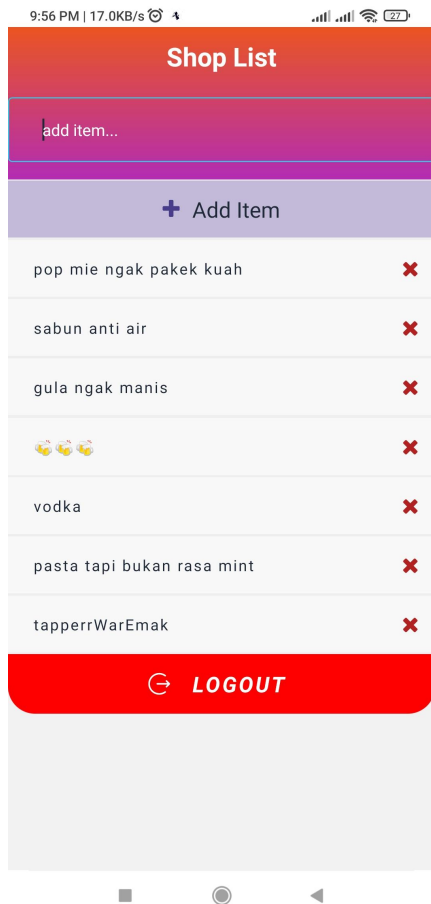 9:56 PM | 17.0KB/s
27
Shop List
add item...
Add Item
pop mie ngak pakek kuah
sabun anti air
gula ngak manis
🍻🍻🍻
vodka
pasta tapi bukan rasa mint
tapperrWarEmak
LOGOUT